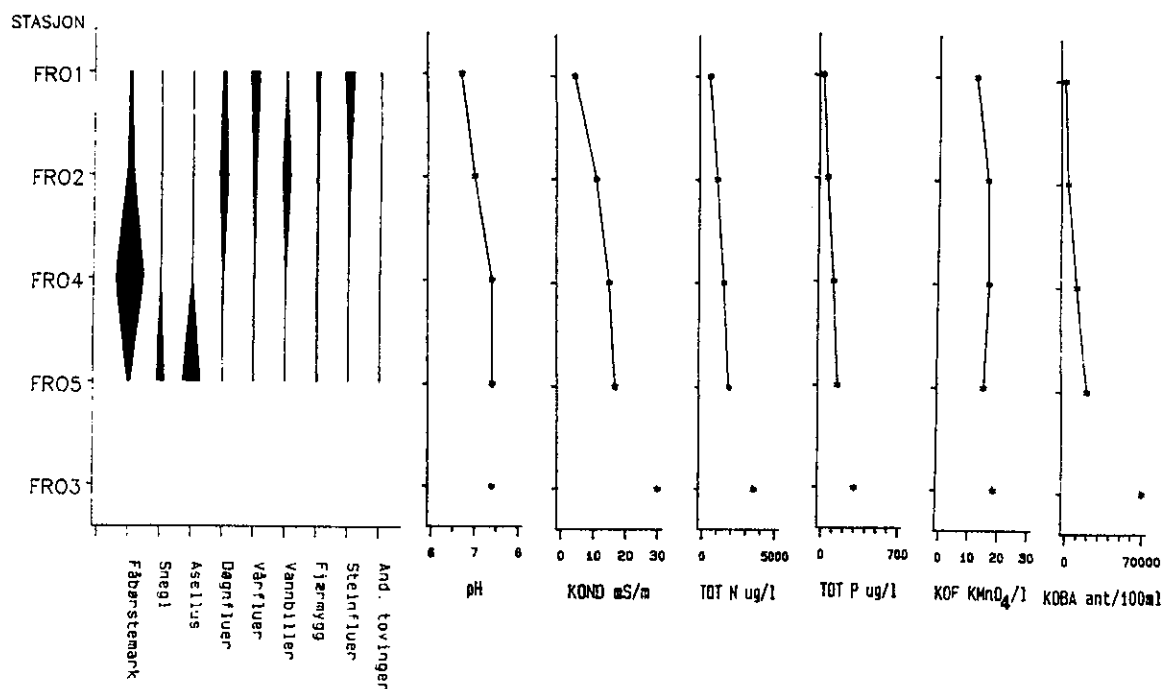 STASJON
FRO1
FRO2
FRO4
FRO5
FRO3
Fåbørstemark
Snegl
Asellus
Døgnfluer
Vårfluer
Vannbiller
Fjærmygg
Steinfluer
And. tovinger
6 7 8
pH
0 10 20 30
KOND mS/m
0 5000
TOT N ug/l
0 700
TOT P ug/l
0 10 20 30
KOF KMnO4/l
0 70000
KOBA ant/100ml